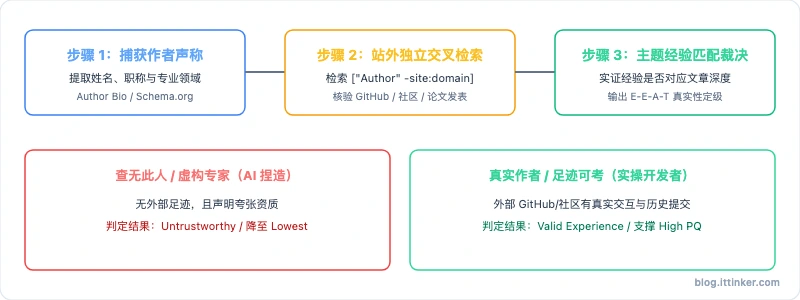 步骤 1：捕获作者声称
提取姓名、职称与专业领域
Author Bio / Schema.org
步骤 2：站外独立交叉检索
检索 ["Author" -site:domain]
核验 GitHub / 社区 / 论文发表
步骤 3：主题经验匹配裁决
实证经验是否对应文章深度
输出 E-E-A-T 真实性定级
查无此人 / 虚构专家（AI 捏造）
无外部足迹，且声明夸张资质
判定结果：Untrustworthy / 降至 Lowest
真实作者 / 足迹可考（实操开发者）
外部 GitHub/社区有真实交互与历史提交
判定结果：Valid Experience / 支撑 High PQ
blog.ittinker.com